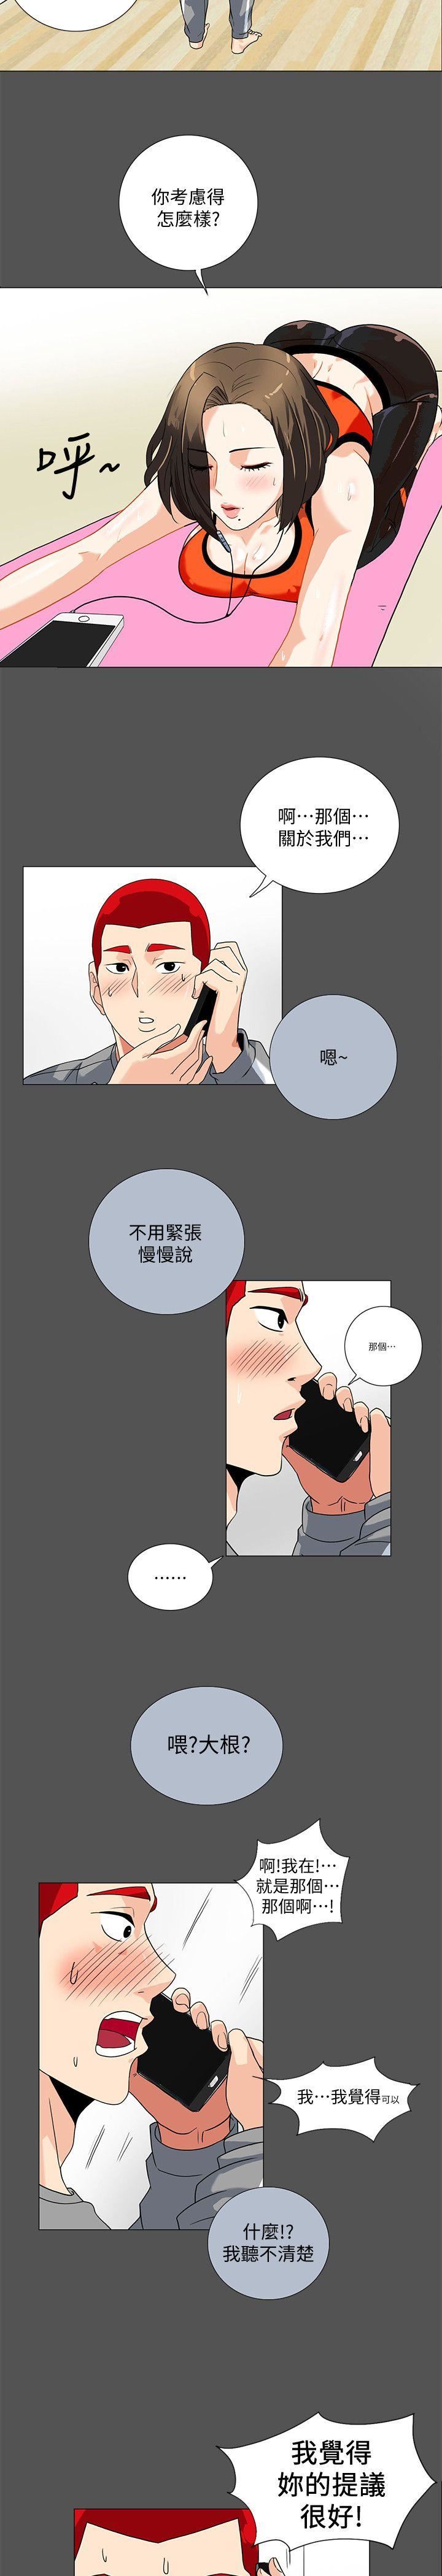 你考慮得
怎麼樣?
呼~
啊…那個…
關於我們…
嗯~
不用緊張
慢慢說
那個…
……
喂?大根?
啊!我在!…
就是那個…
那個啊…!
我…我覺得可以
什麼!?
我聽不清楚
我覺得
妳的提議
很好!